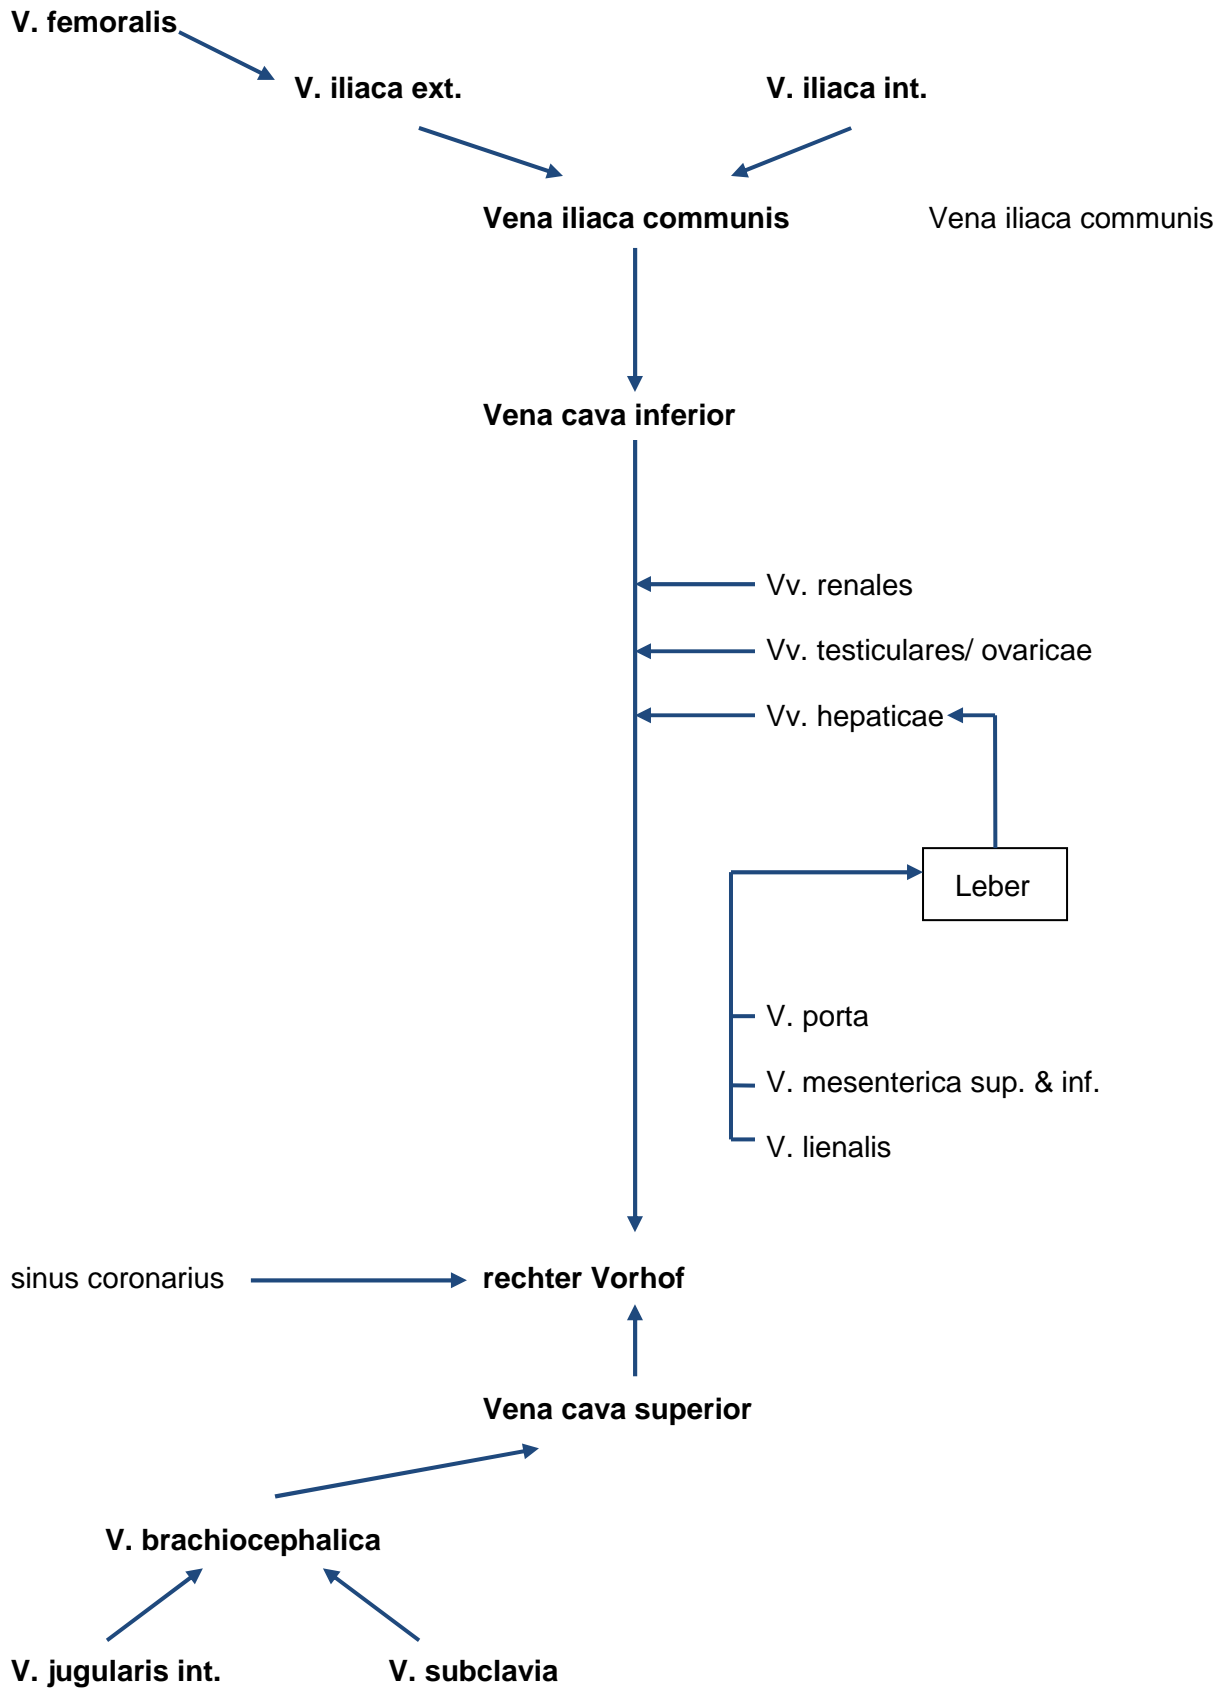 V. femoralis
V. iliaca ext.
V. iliaca int.
Vena iliaca communis
Vena iliaca communis
Vena cava inferior
Vv. renales
Vv. testiculares/ ovaricae
Vv. hepaticae
Leber
V. porta
V. mesenterica sup. & inf.
V. lienalis
sinus coronarius
rechter Vorhof
Vena cava superior
V. brachiocephalica
V. jugularis int.
V. subclavia